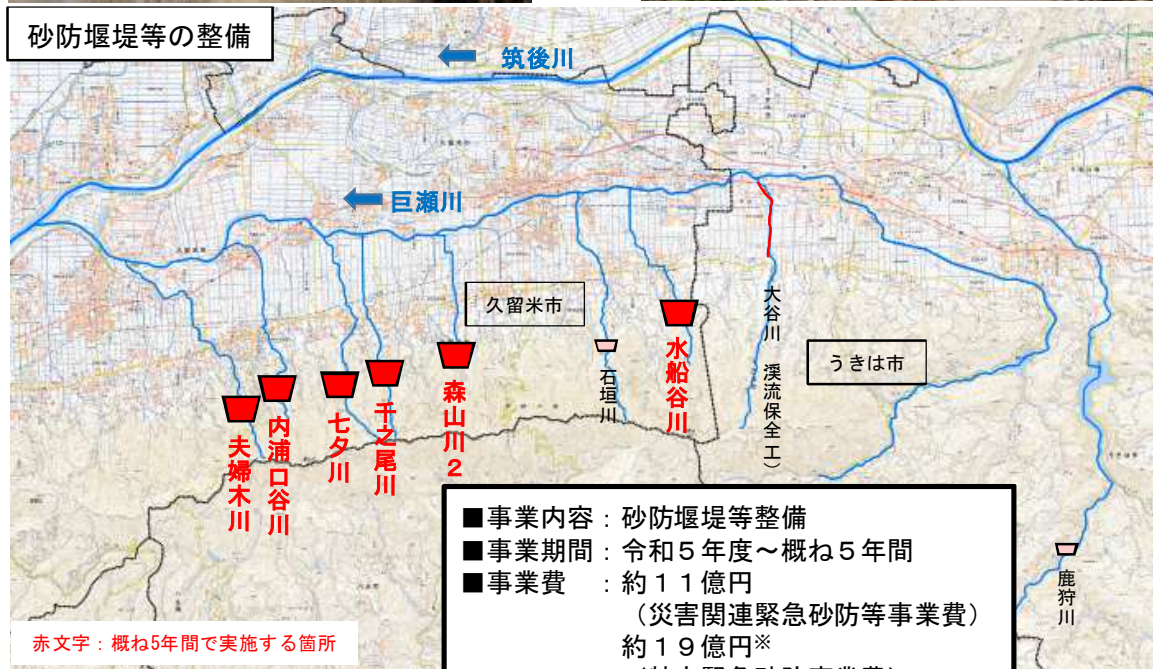 砂防堰堤等の整備
筑後川
巨瀬川
久留米市
うきは市
大谷川 渓流保全工）
水船谷川
石垣川
森山川２
千之尾川
七夕川
内浦口谷川
夫婦木川
鹿狩川
■事業内容：砂防堰堤等整備
■事業期間：令和５年度～概ね５年間
■事業費　：約１１億円
（災害関連緊急砂防等事業費）
約１９億円※
赤文字：概ね5年間で実施する箇所